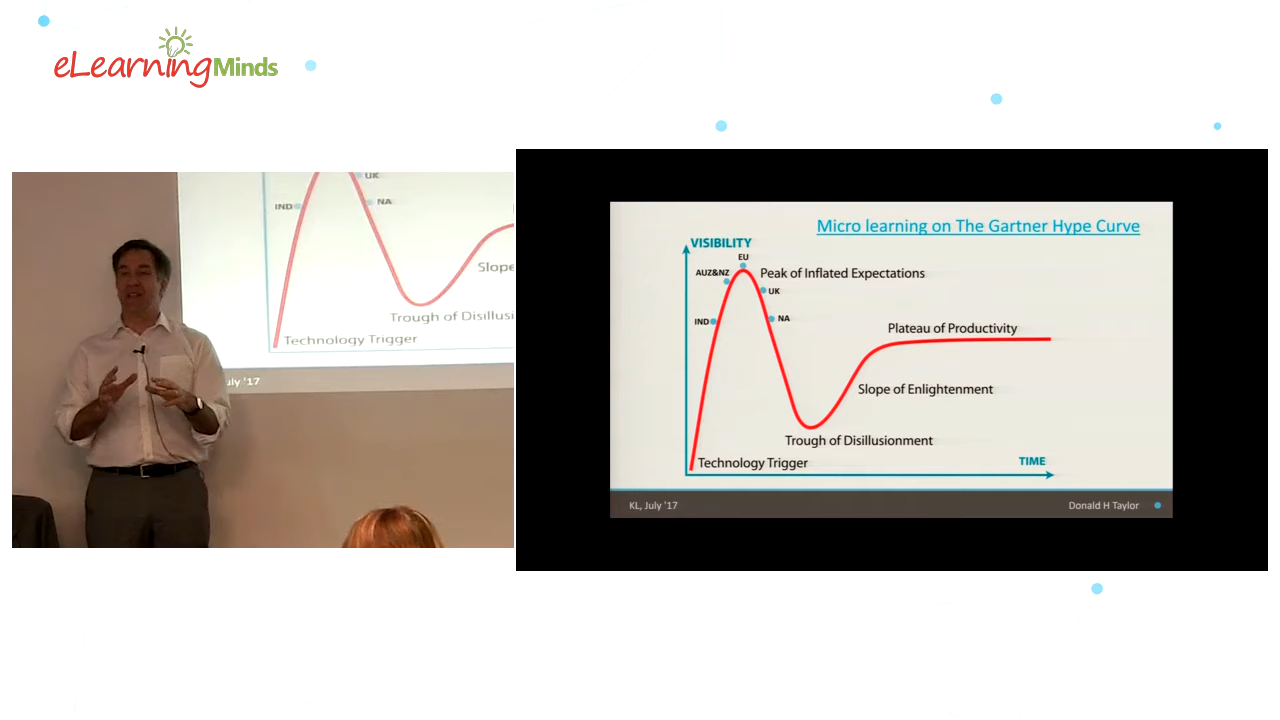 eLearningMinds
UK
IND
NA
Slope
Trough of Disillusi
Technology Trigger
uly '17
Micro learning on The Gartner Hype Curve
VISIBILITY
EU
AUZ&NZ
Peak of Inflated Expectations
UK
IND
NA
Plateau of Productivity
Slope of Enlightenment
Trough of Disillusionment
Technology Trigger
TIME
KL, July '17
Donald H Taylor